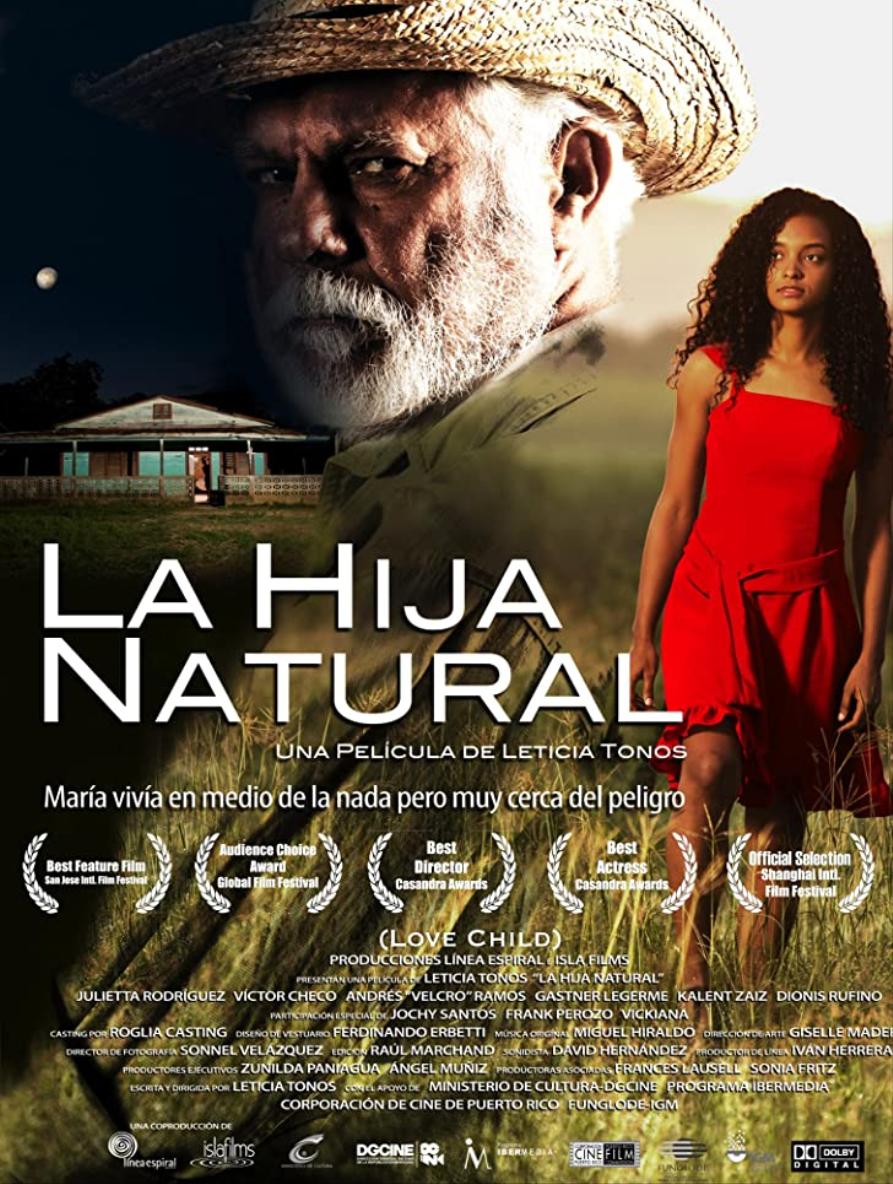 LA HIJA
NATURAL
UNA PELÍCULA DE LETICIA TONOS
María vivía en medio de la nada pero muy cerca del peligro
Best Feature Film
San Jose Intl. Film Festival
Audience Choice
Award
Global Film Festival
Best
Director
Casandra Awards
Best
Actress
Casandra Awards
Official Selection
Shanghai Intl.
Film Festival
(LOVE CHILD)
PRODUCCIONES LÍNEA ESPIRAL E ISLA FILMS
PRESENTAN UNA PELÍCULA DE LETICIA TONOS "LA HIJA NATURAL"
JULIETTA RODRÍGUEZ VÍCTOR CHECO ANDRÉS "VELCRO" RAMOS GASTNER LEGERME KALENT ZAIZ DIONIS RUFINO
PARTICIPACIÓN ESPECIAL DE JOCHY SANTOS FRANK PEROZO VICKIANA
CASTING POR ROGLIA CASTING DISEÑO DE VESTUARIO FERDINANDO ERBETTI MÚSICA ORIGINAL MIGUEL HIRALDO DIRECCIÓN DE ARTE GISELLE MADE
DIRECTOR DE FOTOGRAFÍA SONNEL VELÁZQUEZ EDICIÓN RAÚL MARCHAND SONIDISTA DAVID HERNÁNDEZ PRODUCTOR DE LÍNEA IVÁN HERRERA
PRODUCTORES EJECUTIVOS ZUNILDA PANIAGUA ÁNGEL MUÑIZ PRODUCTORAS ASOCIADAS FRANCES LAUSELL SONIA FRITZ
ESCRITA Y DIRIGIDA POR LETICIA TONOS CON EL APOYO DE MINISTERIO DE CULTURA-DGCINE PROGRAMA IBERMEDIA
CORPORACIÓN DE CINE DE PUERTO RICO FUNGLODE-IGM
UNA COPRODUCCIÓN DE
línea espiral
islafilms
MINISTERIO DE CULTURA
DGCINE
IBERMEDIA
CINE FILM
FUNGLODE
DOLBY
DIGITAL